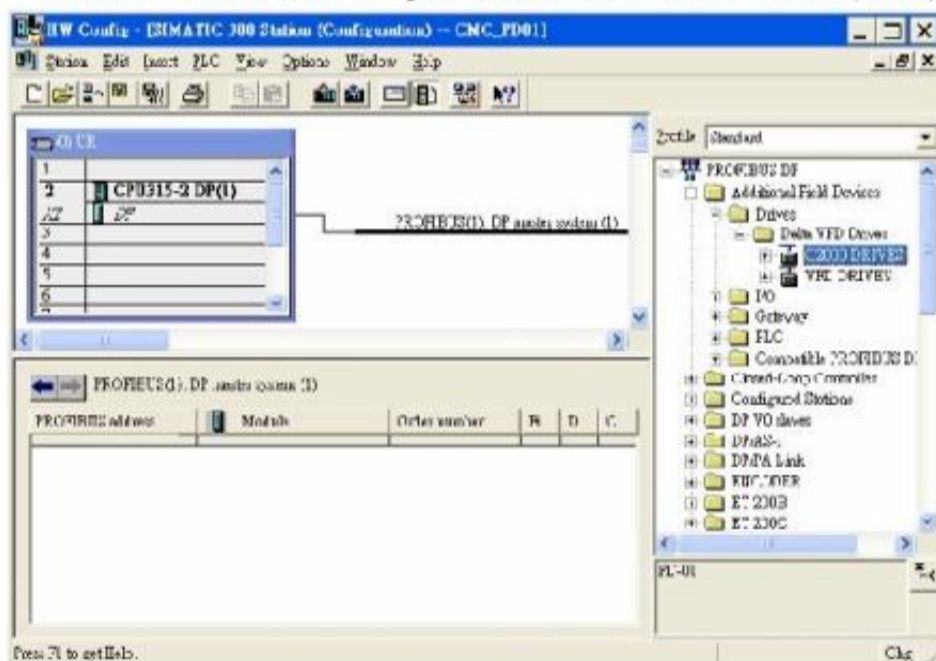 HW Config - [SIMATIC 300 Station (Configuration) -- CMC_PD01]
Station Edit Insert PLC View Options Window Help
(0) UR
1
2 CPU315-2 DP(1)
X2 DP
3
4
5
6
7
PROFIBUS(1): DP master system (1)
PROFIBUS(1): DP master system (1)
PROFIBUS address Module Order number D C
Profile Standard
PROFIBUS DP
Additional Field Devices
Drives
Delta VFD Drives
C2000 DRIVES
VFD DRIVES
I/O
Gateway
PLC
Compatible PROFIBUS D
Closed-Loop Controller
Configured Stations
DP V0 slaves
DP/AS-i
DP/PA Link
ENCODER
ET 200B
ET 200C
Press F1 to get Help.
Chg